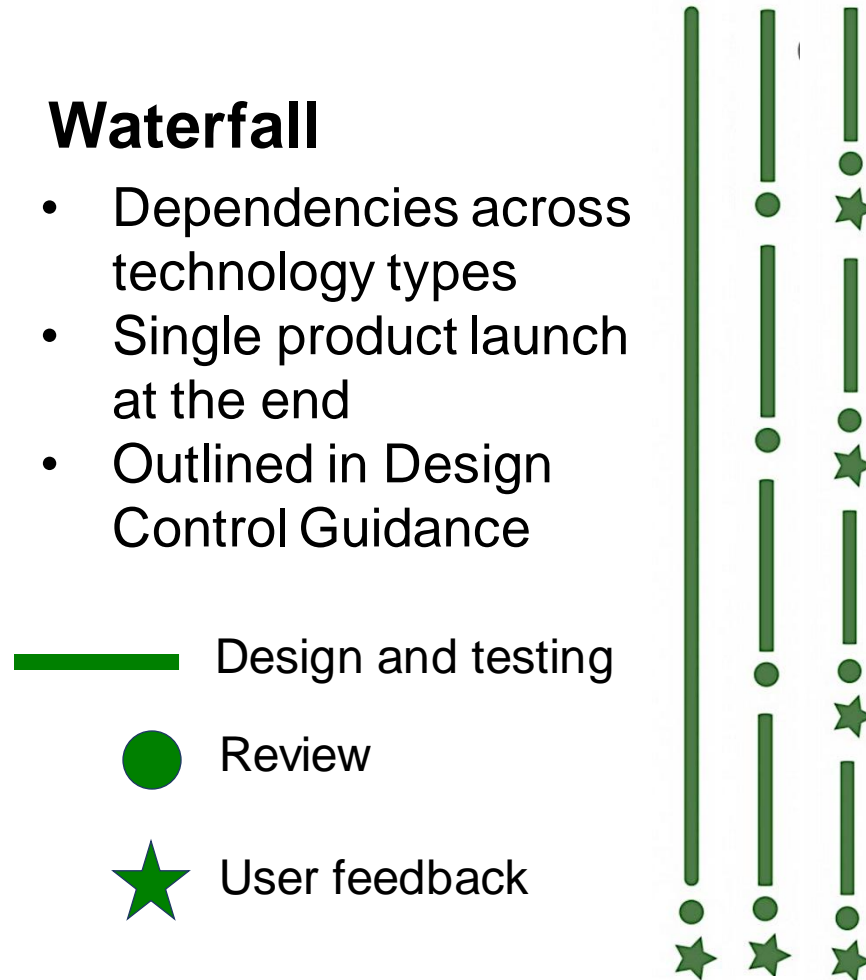 Waterfall
• Dependencies across
technology types
• Single product launch
at the end
• Outlined in Design
Control Guidance
Design and testing
Review
User feedback